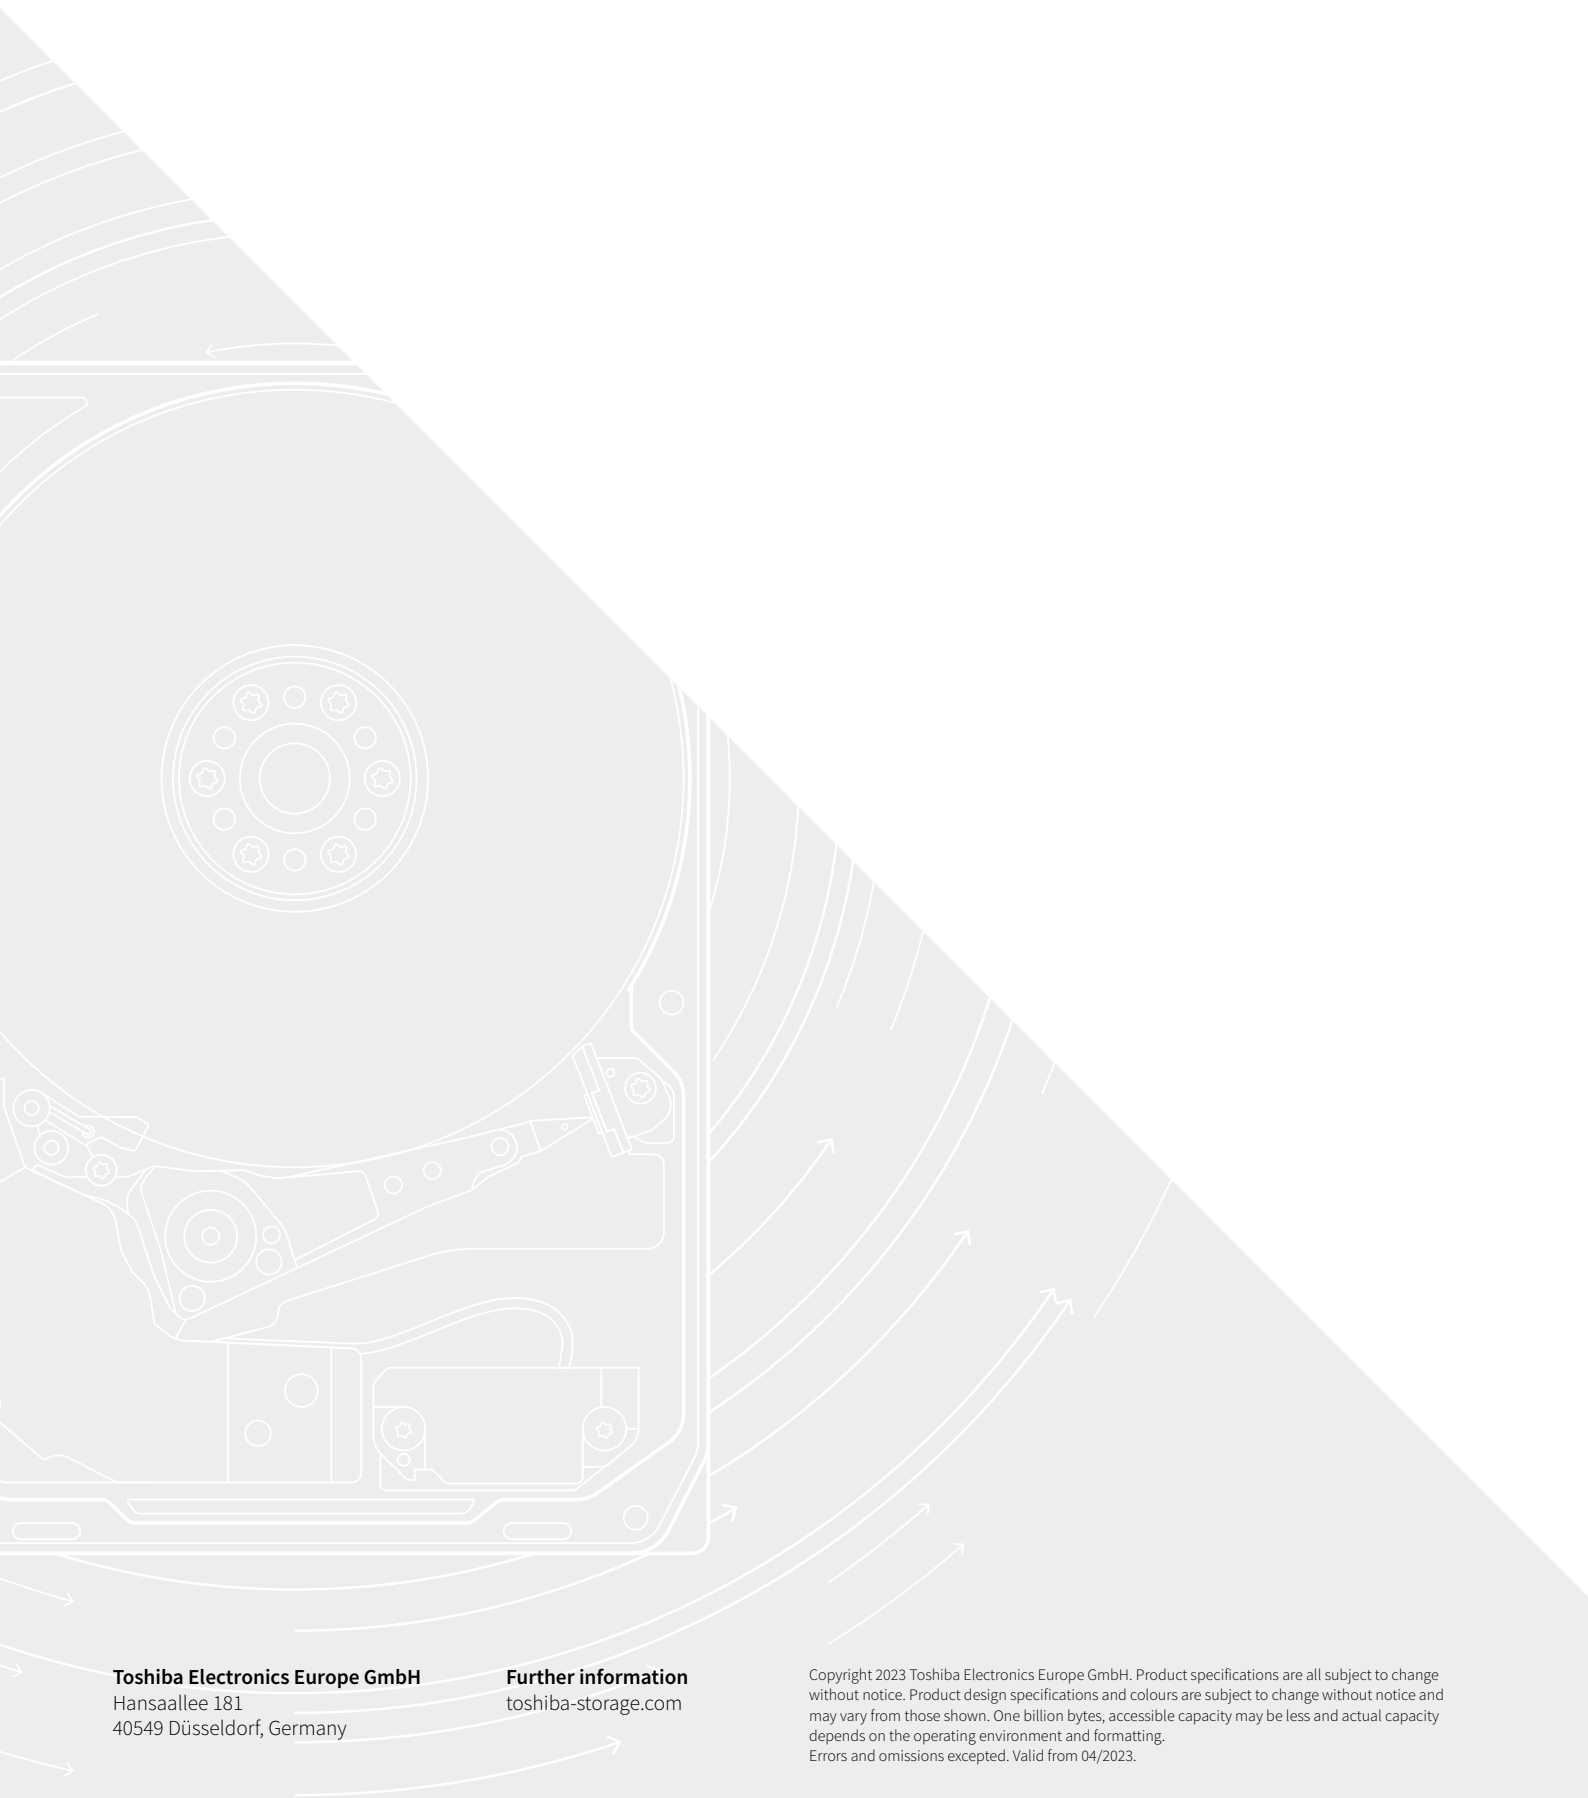 Toshiba Electronics Europe GmbH
Hansaallee 181
40549 Düsseldorf, Germany
Further information
toshiba-storage.com
Copyright 2023 Toshiba Electronics Europe GmbH. Product specifications are all subject to change
without notice. Product design specifications and colours are subject to change without notice and
may vary from those shown. One billion bytes, accessible capacity may be less and actual capacity
depends on the operating environment and formatting.
Errors and omissions excepted. Valid from 04/2023.